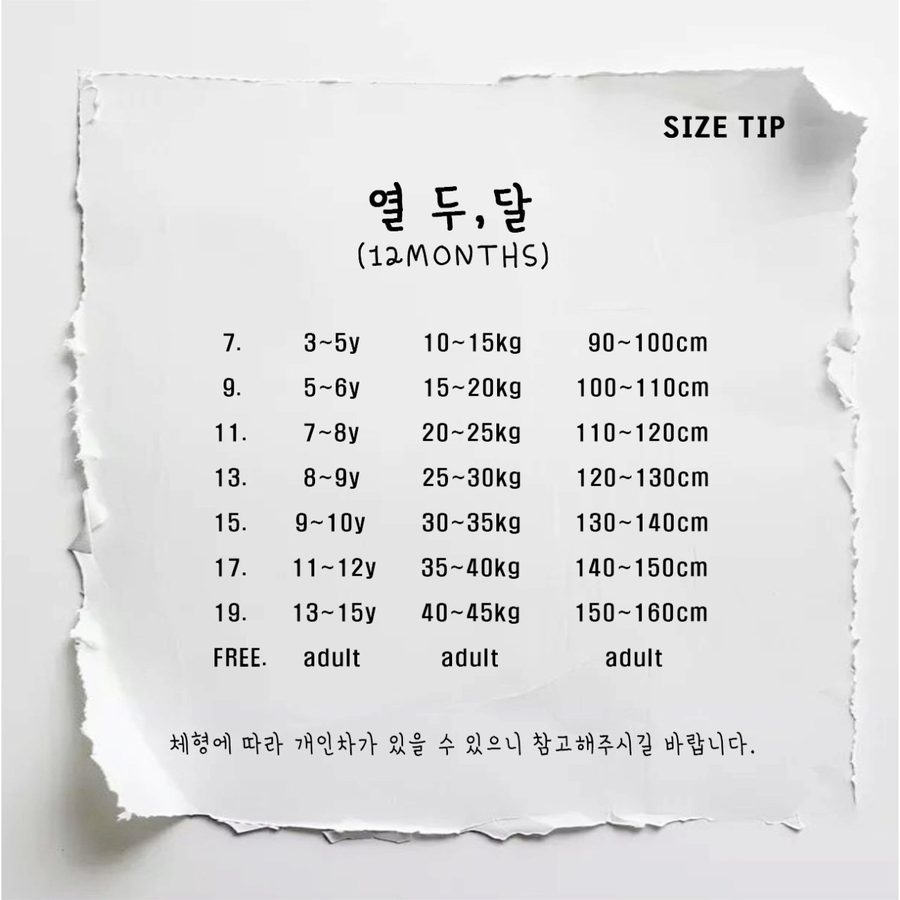 SIZE TIP
열 두,달
(12MONTHS)
7. 3~5y 10~15kg 90~100cm
9. 5~6y 15~20kg 100~110cm
11. 7~8y 20~25kg 110~120cm
13. 8~9y 25~30kg 120~130cm
15. 9~10y 30~35kg 130~140cm
17. 11~12y 35~40kg 140~150cm
19. 13~15y 40~45kg 150~160cm
FREE. adult adult adult
체형에 따라 개인차가 있을 수 있으니 참고해주시길 바랍니다.